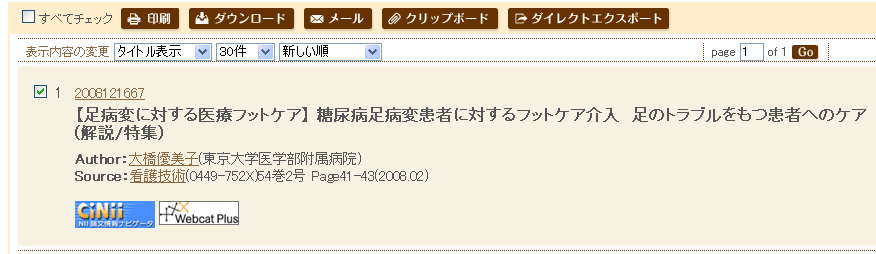 すべてチェック 印刷 ダウンロード メール クリップボード ダイレクトエクスポート
表示内容の変更 タイトル表示 30件 新しい順 page 1 of 1 Go
1 2008121667
【足病変に対する医療フットケア】 糖尿病足病変患者に対するフットケア介入 足のトラブルをもつ患者へのケア
(解説/特集)
Author:大橋優美子(東京大学医学部附属病院)
Source:看護技術(0449-752X)54巻2号 Page41-43(2008.02)
CiNii Webcat Plus
NII論文情報ナビゲータ